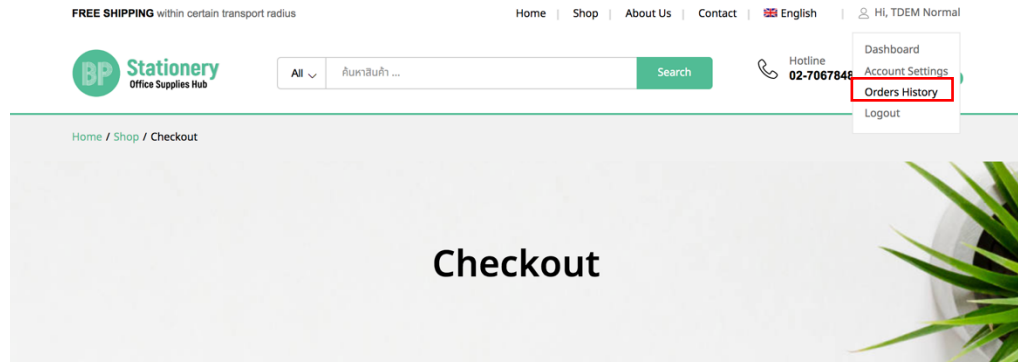 FREE SHIPPING within certain transport radius
Home | Shop | About Us | Contact | English | Hi, TDEM Normal
Dashboard
Account Settings
Orders History
Logout
BP Stationery
Office Supplies Hub
All
ค้นหาสินค้า ...
Search
Hotline
02-7067848
Home / Shop / Checkout
Checkout